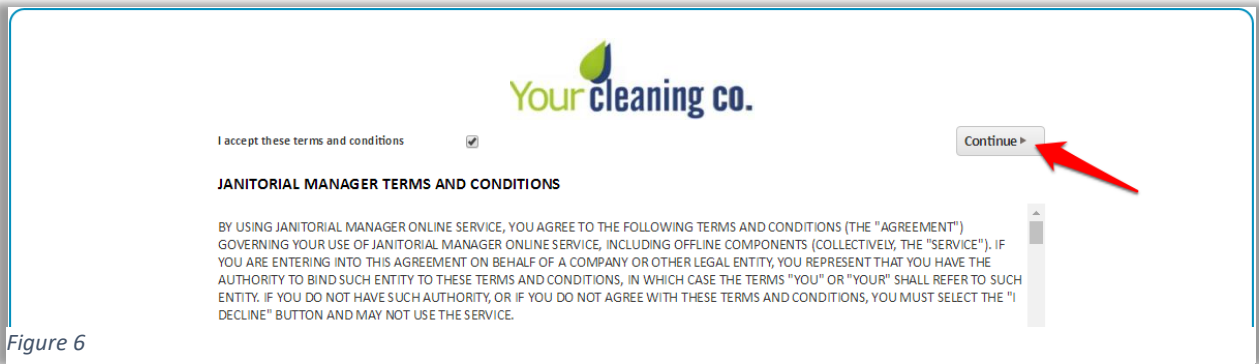 Your cleaning co.
I accept these terms and conditions
Continue
JANITORIAL MANAGER TERMS AND CONDITIONS
BY USING JANITORIAL MANAGER ONLINE SERVICE, YOU AGREE TO THE FOLLOWING TERMS AND CONDITIONS (THE "AGREEMENT")
GOVERNING YOUR USE OF JANITORIAL MANAGER ONLINE SERVICE, INCLUDING OFFLINE COMPONENTS (COLLECTIVELY, THE "SERVICE"). IF
YOU ARE ENTERING INTO THIS AGREEMENT ON BEHALF OF A COMPANY OR OTHER LEGAL ENTITY, YOU REPRESENT THAT YOU HAVE THE
AUTHORITY TO BIND SUCH ENTITY TO THESE TERMS AND CONDITIONS, IN WHICH CASE THE TERMS "YOU" OR "YOUR" SHALL REFER TO SUCH
ENTITY. IF YOU DO NOT HAVE SUCH AUTHORITY, OR IF YOU DO NOT AGREE WITH THESE TERMS AND CONDITIONS, YOU MUST SELECT THE "I
DECLINE" BUTTON AND MAY NOT USE THE SERVICE.
Figure 6